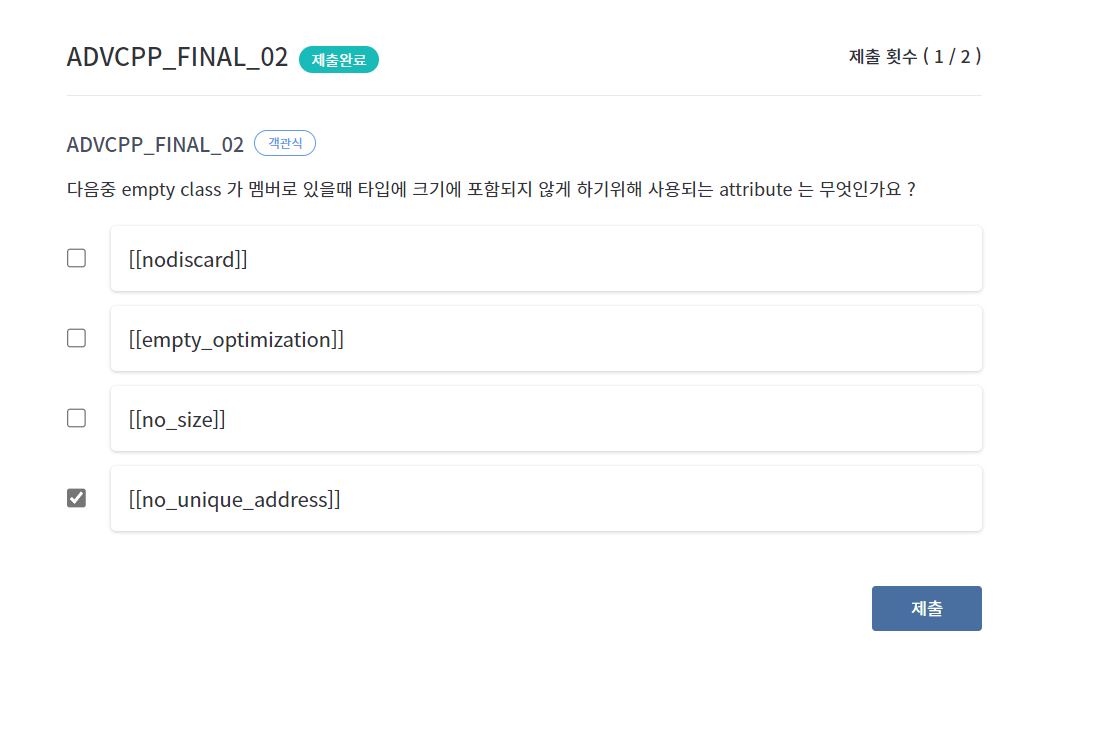 ADVCPP_FINAL_02 제출완료 제출 횟수 ( 1 / 2 )
ADVCPP_FINAL_02 객관식
다음중 empty class 가 멤버로 있을때 타입에 크기에 포함되지 않게 하기위해 사용되는 attribute 는 무엇인가요 ?
[[nodiscard]]
[[empty_optimization]]
[[no_size]]
[[no_unique_address]]
제출